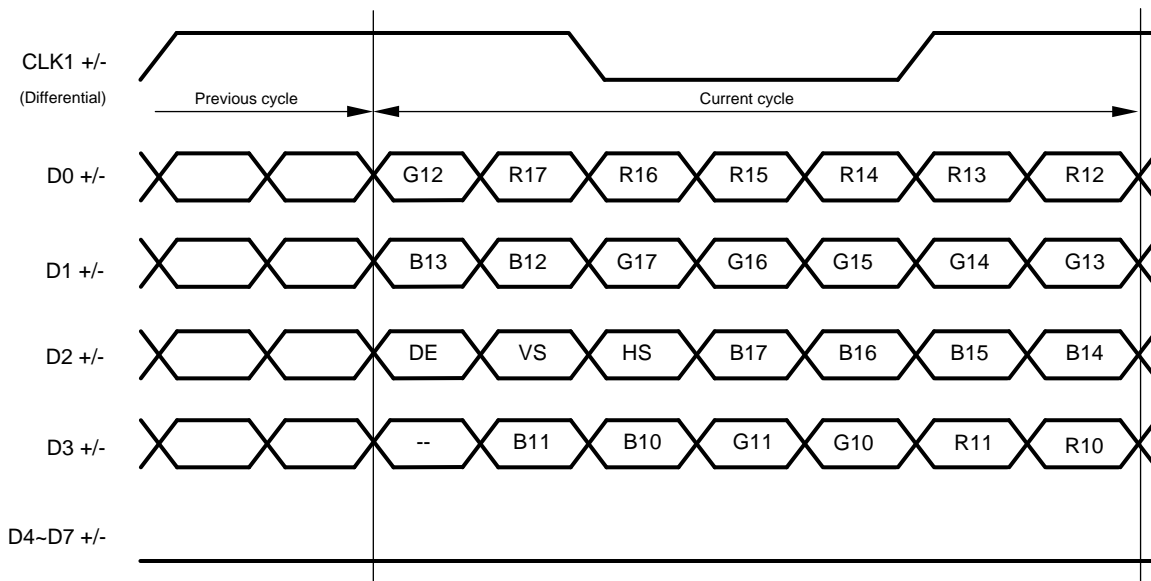 CLK1 +/-
(Differential)
Previous cycle
Current cycle
D0 +/-
G12 R17 R16 R15 R14 R13 R12
D1 +/-
B13 B12 G17 G16 G15 G14 G13
D2 +/-
DE VS HS B17 B16 B15 B14
D3 +/-
-- B11 B10 G11 G10 R11 R10
D4~D7 +/-